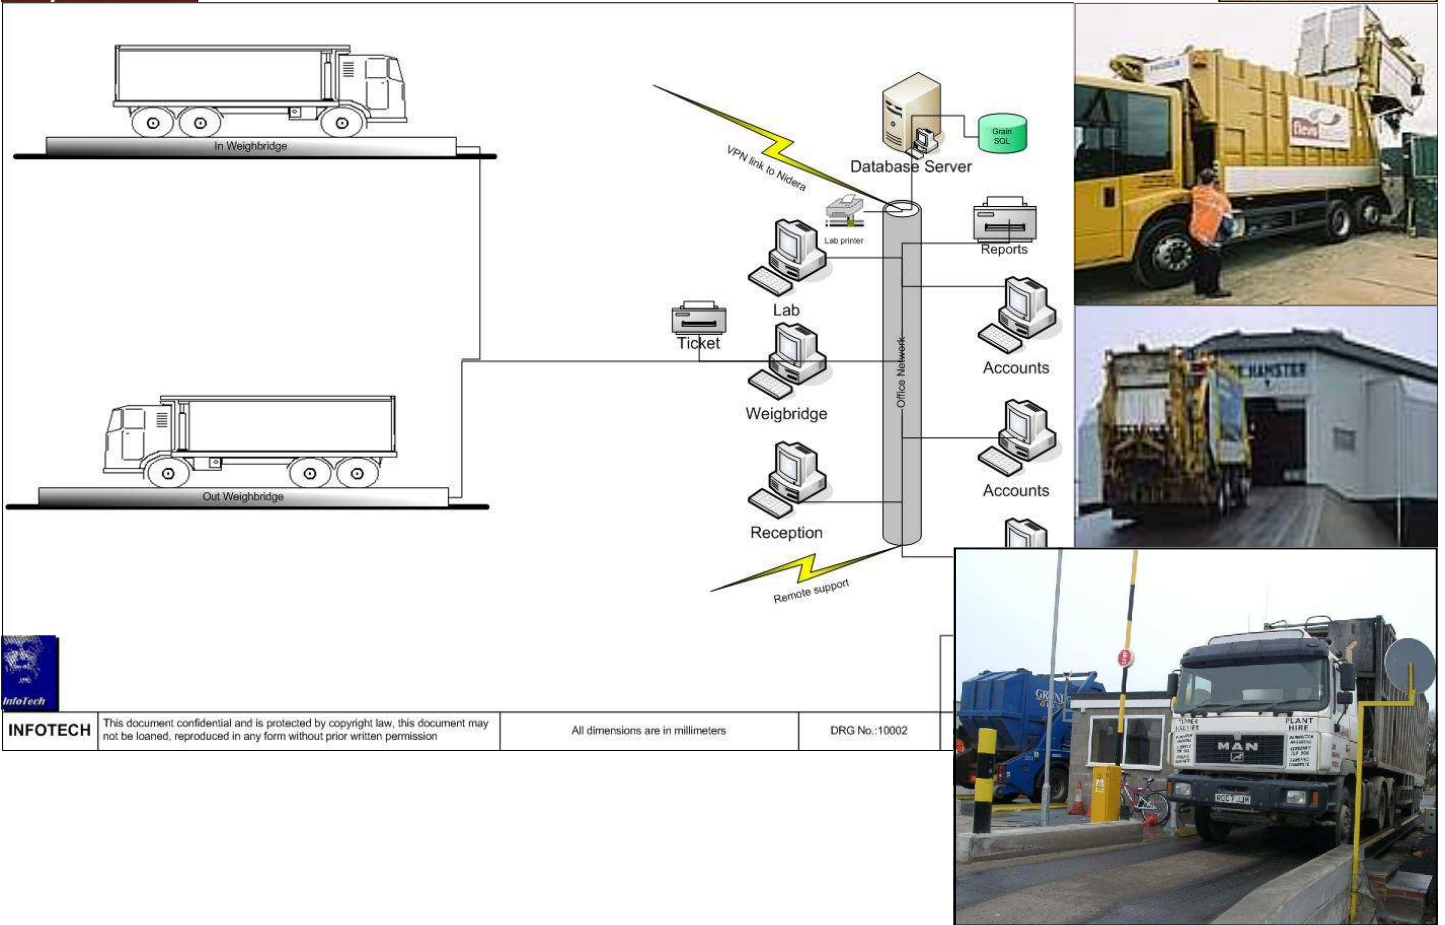 In Weighbridge
VPN link to Nidera
Grain
SQL
Database Server
Lab printer
Reports
Lab
Ticket
Office Network
Accounts
Weigbridge
Accounts
Out Weighbridge
Reception
Remote support
InfoTech
INFOTECH
This document confidential and is protected by copyright law, this document may
not be loaned, reproduced in any form without prior written permission
All dimensions are in millimeters
DRG No.:10002
HAMSTER
STOP
TIPPER
PLANT
HIRE
MAN